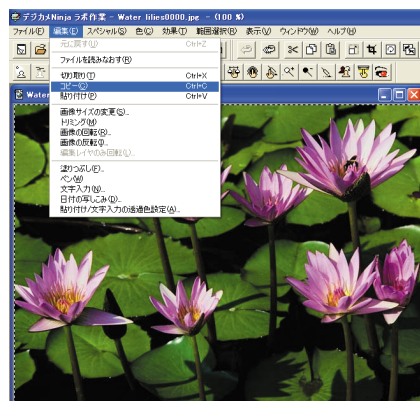 デジカメNinja ラボ作業 - Water lilies0000.jpg - (100 %)
ファイル(F) 編集(E) スペシャル(S) 色(C) 効果(T) 範囲選択(R) 表示(V) ウィンドウ(W) ヘルプ(H)
元に戻す(U) Ctrl+Z
ファイルを読みなおす(R)
切り取り(T) Ctrl+X
コピー(C) Ctrl+C
貼り付け(P) Ctrl+V
画像サイズの変更(S)...
トリミング(M)
画像の回転(R)...
画像の反転(I)...
編集レイヤのみ回転(L)...
塗りつぶし(F)...
ペン(W)
文字入力(N)...
日付の写しこみ(D)...
貼り付け/文字入力の透過色設定(A)...
Water